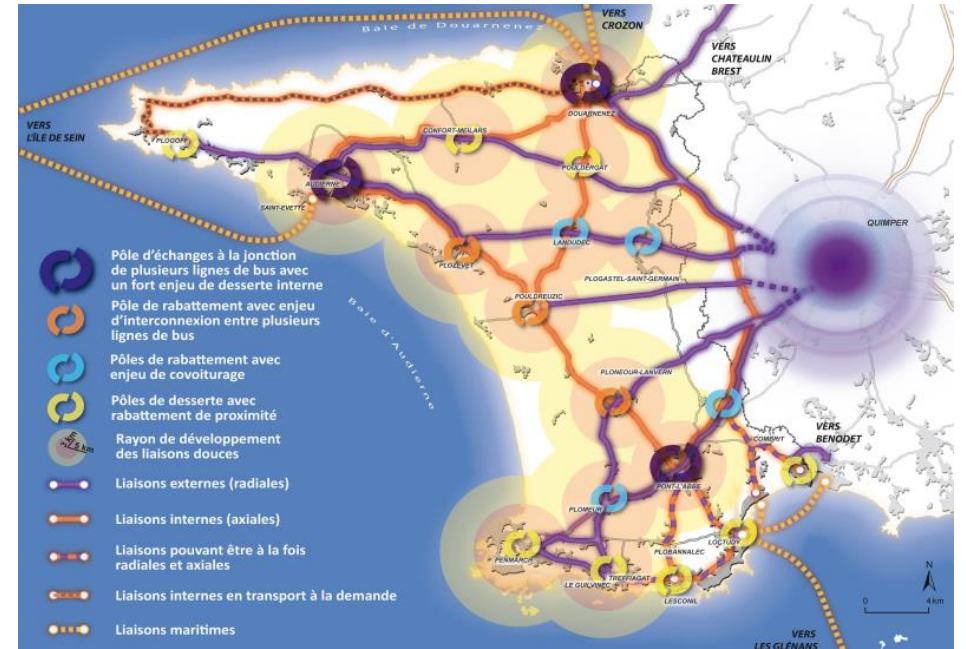 VERS
CROZON
Baie de Douarnenez
VERS
CHATEAULIN
BREST
VERS
L'ÎLE DE SEIN
DOUARNENEZ
PLOGOFF
CONFORT-MEILARS
POULDERGAT
AUDIERNE
SAINT-EVETTE
QUIMPER
LANDUDEC
PLOZEVET
PLOGASTEL-SAINT-GERMAIN
POULDREUZIC
Baie d'Audierne
PLONEOUR-LANVERN
VERS
BENODET
COMBRIT
PONT-L'ABBE
PLOMEUR
LOCTUDY
PLOBANNALEC
PENMARCH
TREFFIAGAT
LE GUILVINEC
LESCONIL
VERS
LES GLÉNANS
N
0 4 km
Pôle d'échanges à la jonction
de plusieurs lignes de bus avec
un fort enjeu de desserte interne
Pôle de rabattement avec enjeu
d'interconnexion entre plusieurs
lignes de bus
Pôles de rabattement avec
enjeu de covoiturage
Pôles de desserte avec
rabattement de proximité
Rayon de développement
des liaisons douces
Liaisons externes (radiales)
Liaisons internes (axiales)
Liaisons pouvant être à la fois
radiales et axiales
Liaisons internes en transport à la demande
Liaisons maritimes